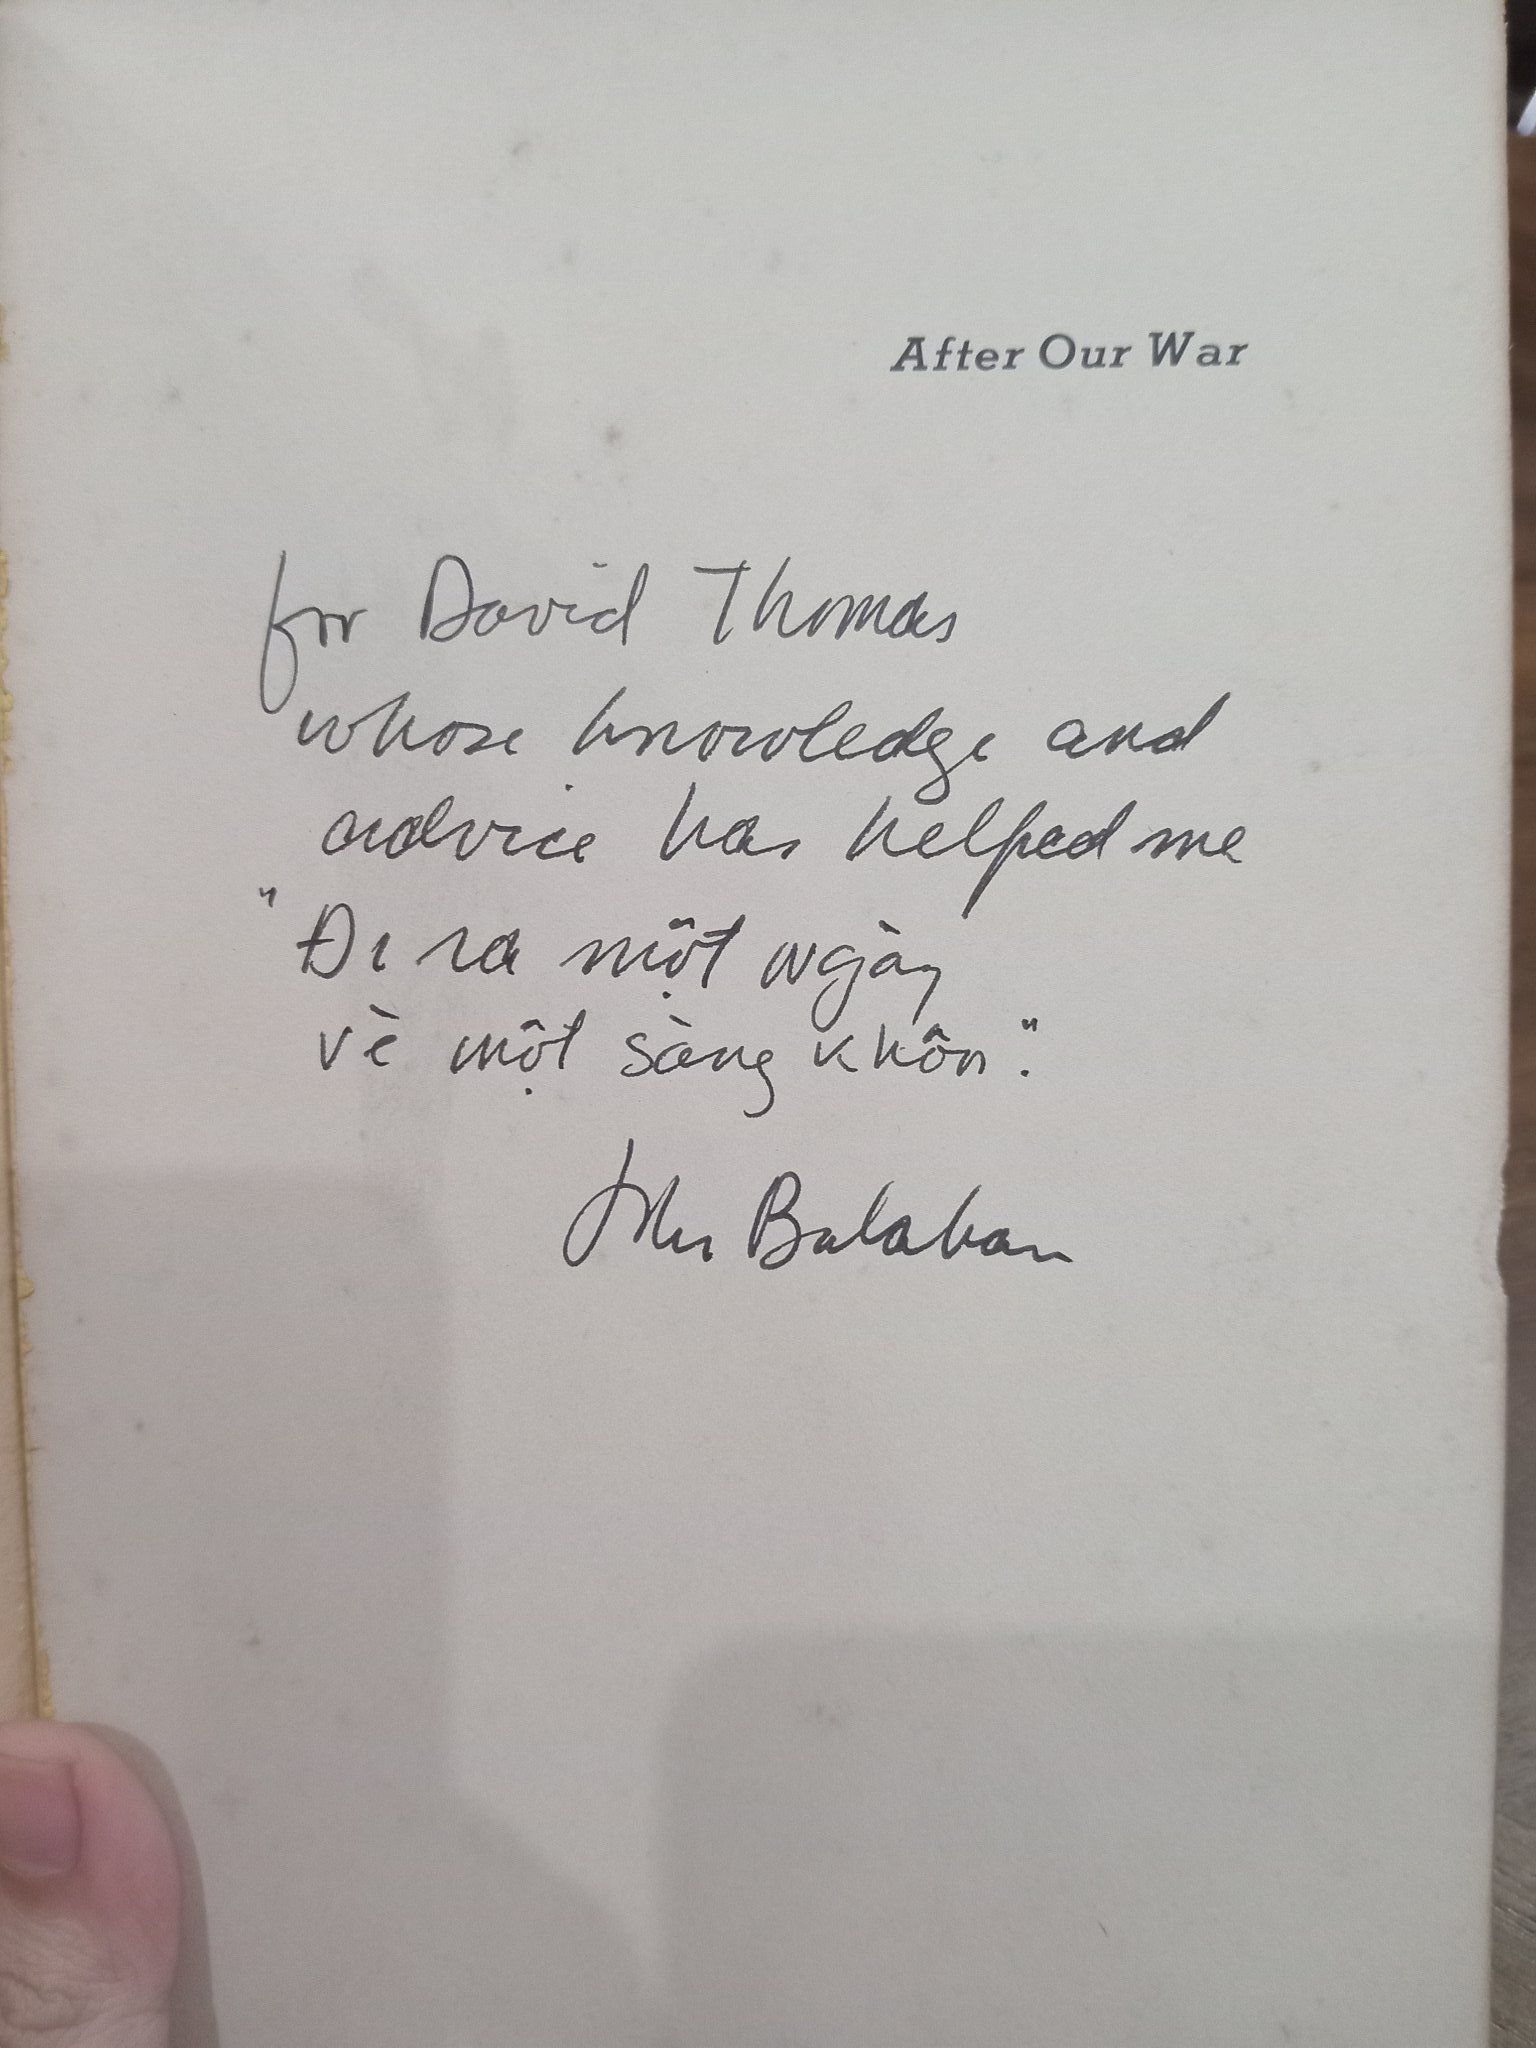 After Our War
for David Thomas
whose knowledge and
advice has helped me
"Đi ra một ngày
vè một sàng khôn".
John Balaban